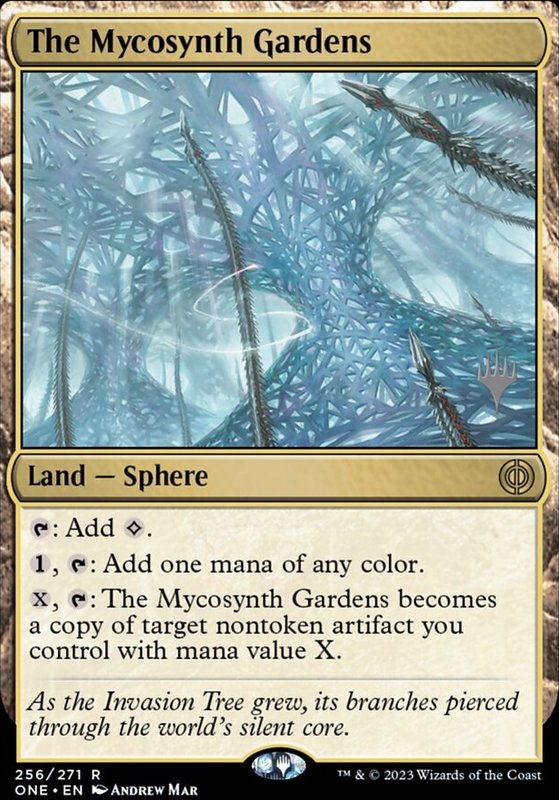 The Mycosynth Gardens
Land — Sphere
: Add .
1, : Add one mana of any color.
X, : The Mycosynth Gardens becomes
a copy of target nontoken artifact you
control with mana value X.
As the Invasion Tree grew, its branches pierced
through the world's silent core.
256/271 R
ONE • EN Andrew Mar
™ & © 2023 Wizards of the Coast